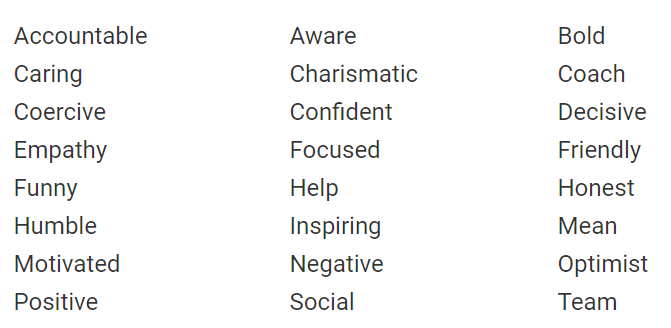 Accountable Aware Bold
Caring Charismatic Coach
Coercive Confident Decisive
Empathy Focused Friendly
Funny Help Honest
Humble Inspiring Mean
Motivated Negative Optimist
Positive Social Team